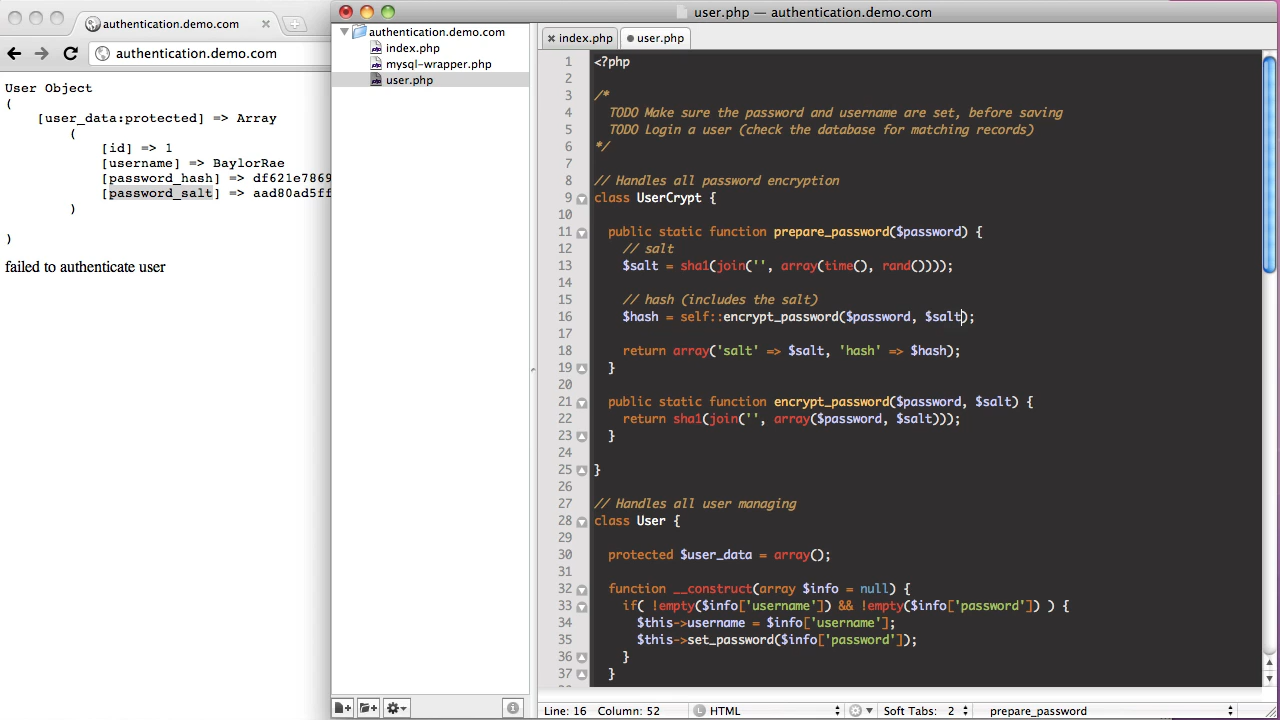 authentication.demo.com
authentication.demo.com
User Object
(
[user_data:protected] => Array
(
[id] => 1
[username] => BaylorRae
[password_hash] => df621e7869
[password_salt] => aad80ad5ff
)
)
failed to authenticate user
user.php — authentication.demo.com
authentication.demo.com
index.php
mysql-wrapper.php
user.php
index.php
user.php
1 <?php
2
3 /*
4 TODO Make sure the password and username are set, before saving
5 TODO Login a user (check the database for matching records)
6 */
7
8 // Handles all password encryption
9 class UserCrypt {
10
11 public static function prepare_password($password) {
12 // salt
13 $salt = sha1(join('', array(time(), rand())));
14
15 // hash (includes the salt)
16 $hash = self::encrypt_password($password, $salt);
17
18 return array('salt' => $salt, 'hash' => $hash);
19 }
20
21 public static function encrypt_password($password, $salt) {
22 return sha1(join('', array($password, $salt)));
23 }
24
25 }
26
27 // Handles all user managing
28 class User {
29
30 protected $user_data = array();
31
32 function __construct(array $info = null) {
33 if( !empty($info['username']) && !empty($info['password']) ) {
34 $this->username = $info['username'];
35 $this->set_password($info['password']);
36 }
37 }
Line: 16 Column: 52
HTML
Soft Tabs: 2
prepare_password